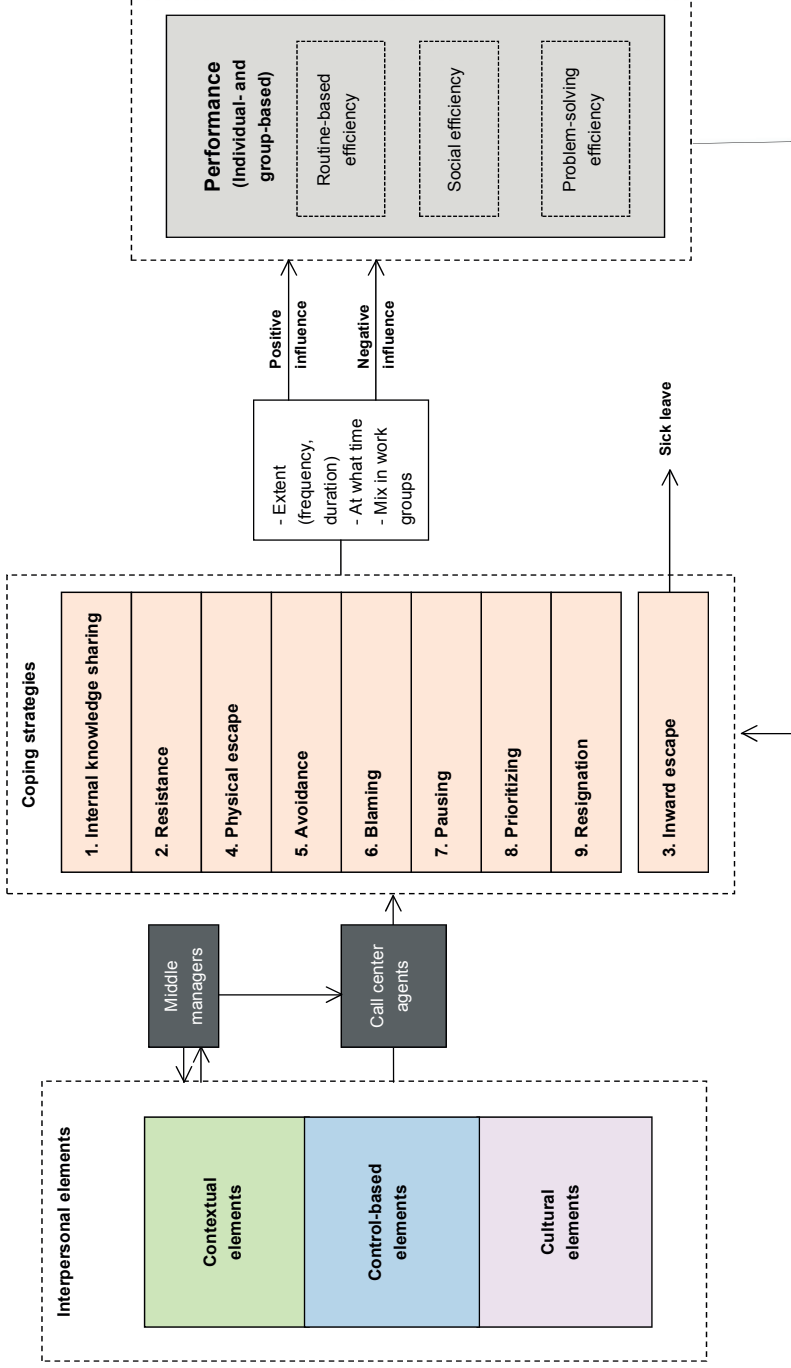 Interpersonal elements
Contextual
elements
Control-based
elements
Cultural
elements
Middle
managers
Call center
agents
Coping strategies
1. Internal knowledge sharing
2. Resistance
4. Physical escape
5. Avoidance
6. Blaming
7. Pausing
8. Prioritizing
9. Resignation
3. Inward escape
- Extent
(frequency,
duration)
- At what time
- Mix in work
groups
Positive
influence
Negative
influence
Sick leave
Performance
(Individual- and
group-based)
Routine-based
efficiency
Social efficiency
Problem-solving
efficiency